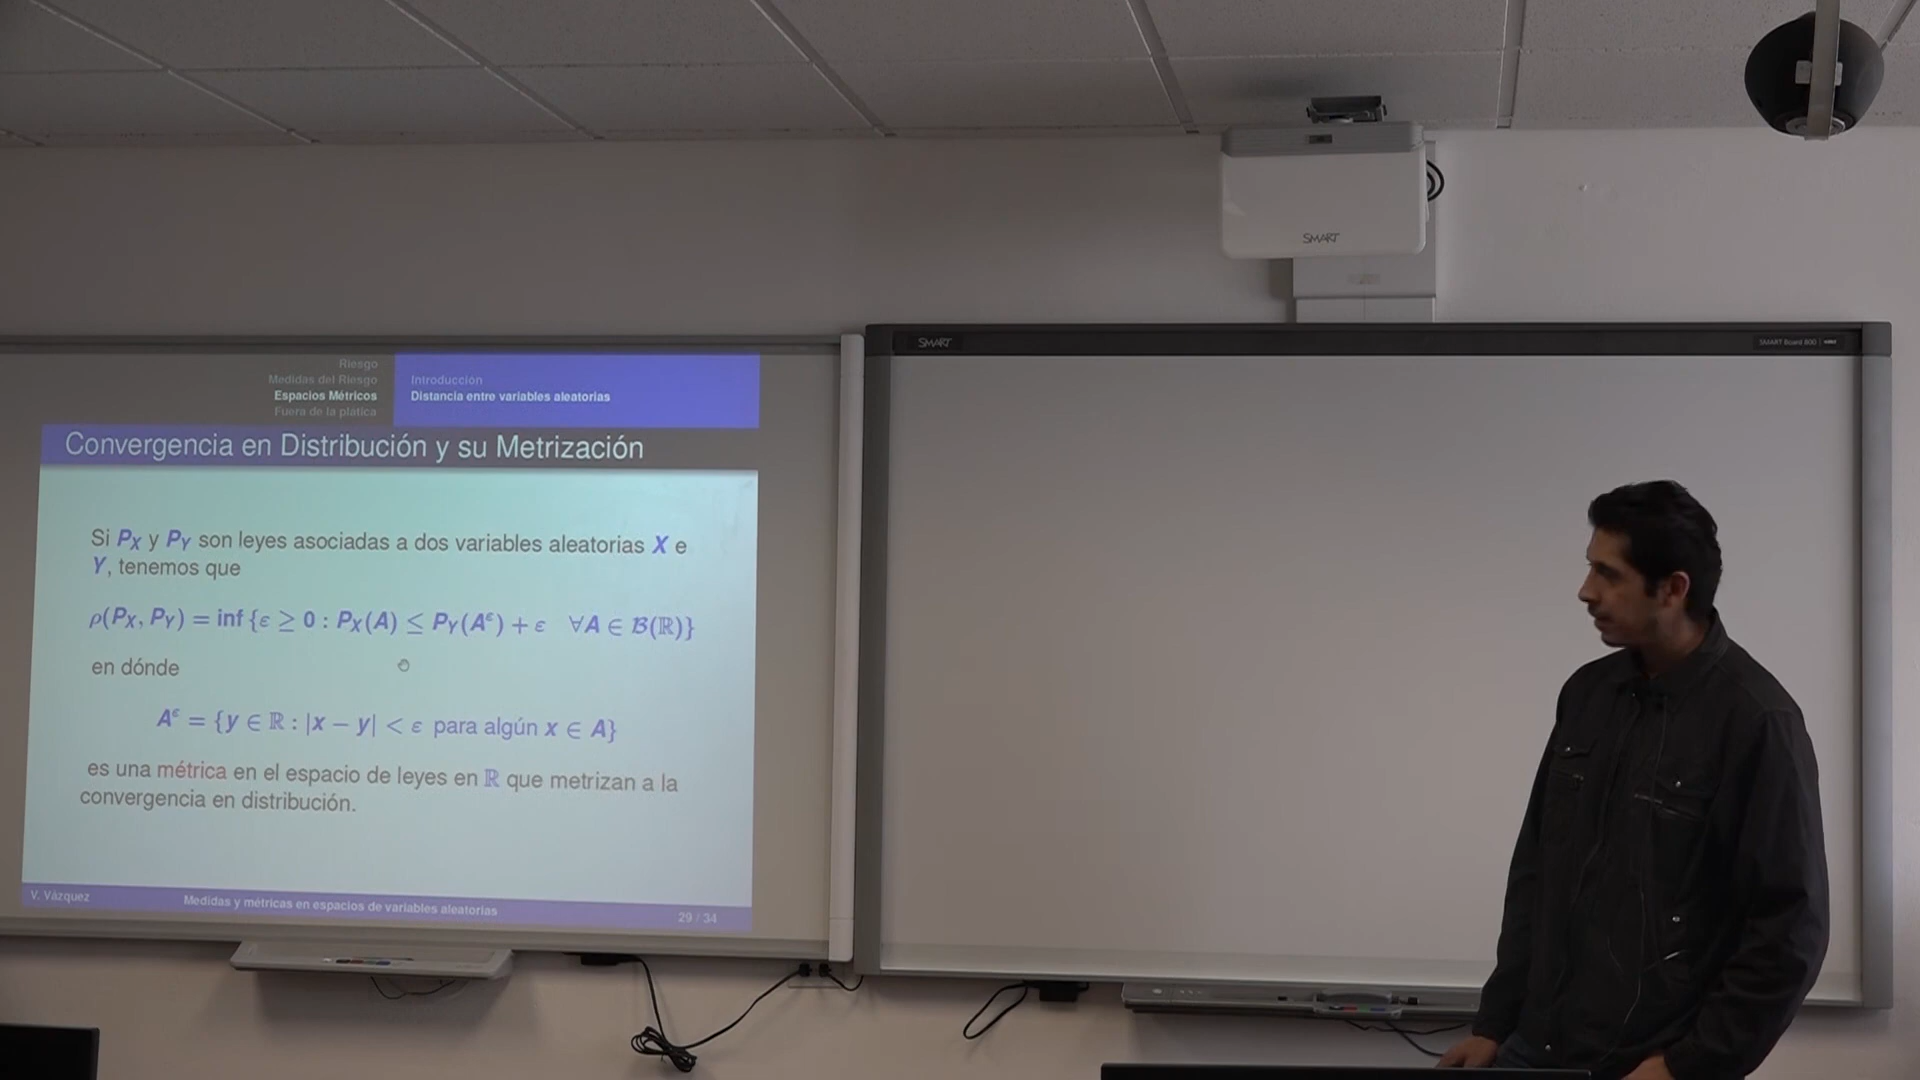 SMART
SMART
SMART Board 800
Riesgo
Medidas del Riesgo
Espacios Métricos
Fuera de la plática
Introducción
Distancia entre variables aleatorias
Convergencia en Distribución y su Metrización
Si P_X y P_Y son leyes asociadas a dos variables aleatorias X e
Y, tenemos que
ρ(P_X, P_Y) = inf {ε ≥ 0 : P_X(A) ≤ P_Y(A^ε) + ε ∀A ∈ 𝓑(ℝ)}
en dónde
A^ε = {y ∈ ℝ : |x − y| < ε para algún x ∈ A}
es una métrica en el espacio de leyes en ℝ que metrizan a la
convergencia en distribución.
V. Vázquez
Medidas y métricas en espacios de variables aleatorias
29 / 34